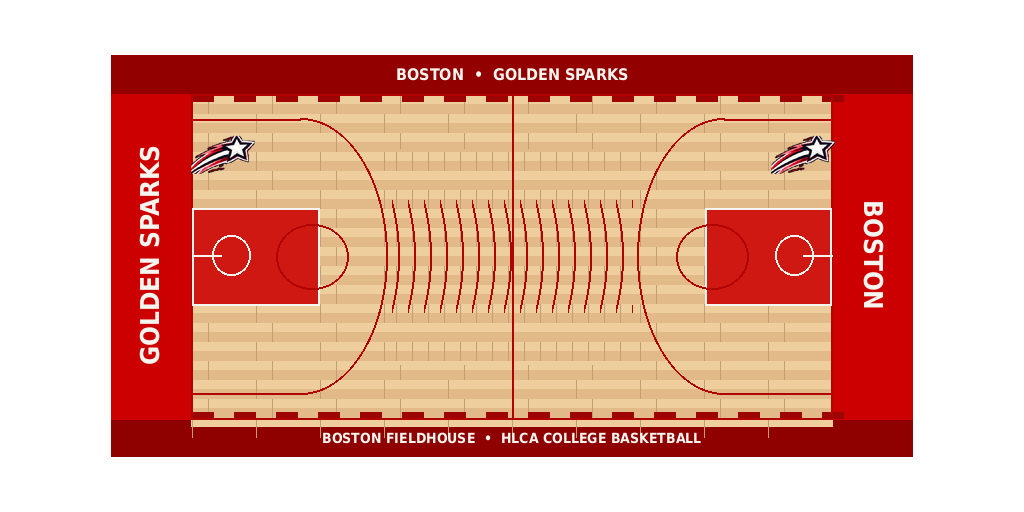 BOSTON • GOLDEN SPARKS
GOLDEN SPARKS
BOSTON
BOSTON FIELDHOUSE • HLCA COLLEGE BASKETBALL